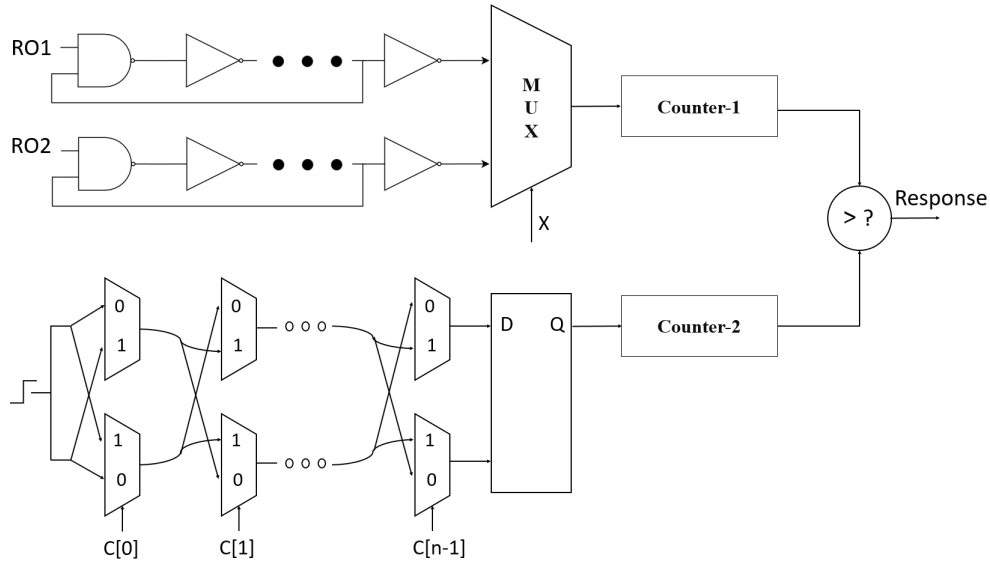 RO1
RO2
M
U
X
X
Counter-1
Response
> ?
0
1
1
0
C[0]
0
1
1
0
C[1]
0
1
1
0
C[n-1]
D Q
Counter-2